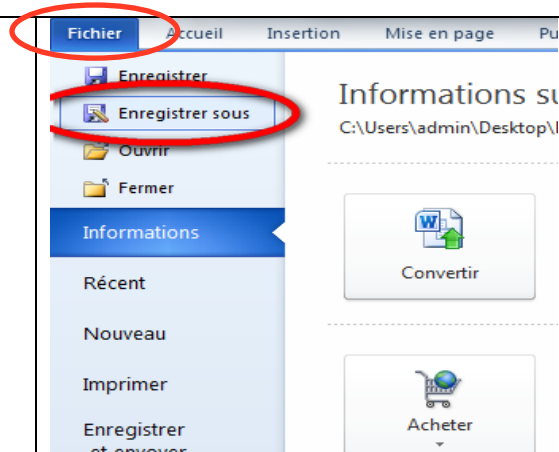 Fichier Accueil Insertion Mise en page
Enregistrer
Enregistrer sous
Ouvrir
Fermer
Informations
Récent
Nouveau
Imprimer
Enregistrer
et envoyer
Informations
C:\Users\admin\Desktop\
Convertir
Acheter